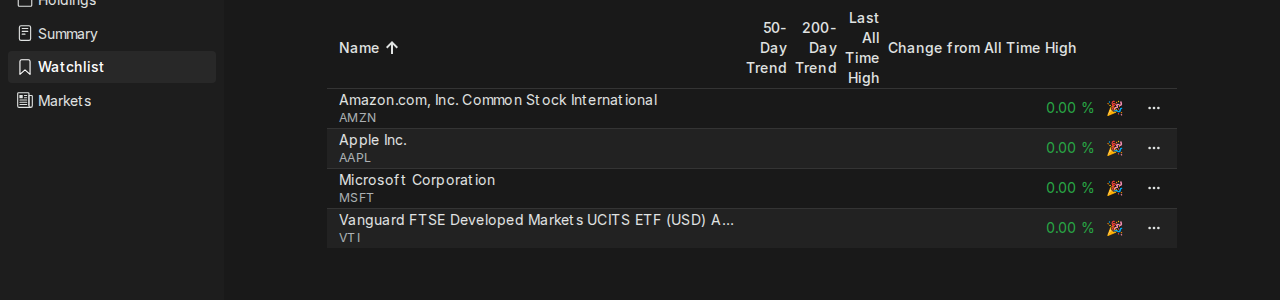 Holdings
Summary
Watchlist
Markets
Name
50-
Day
Trend
200-
Day
Trend
Last
All
Time
High
Change from All Time High
Amazon.com, Inc. Common Stock International
AMZN
0.00 %
Apple Inc.
AAPL
0.00 %
Microsoft Corporation
MSFT
0.00 %
Vanguard FTSE Developed Markets UCITS ETF (USD) A...
VTI
0.00 %